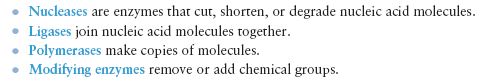 • Nucleases are enzymes that cut, shorten, or degrade nucleic acid molecules.
• Ligases join nucleic acid molecules together.
• Polymerases make copies of molecules.
• Modifying enzymes remove or add chemical groups.